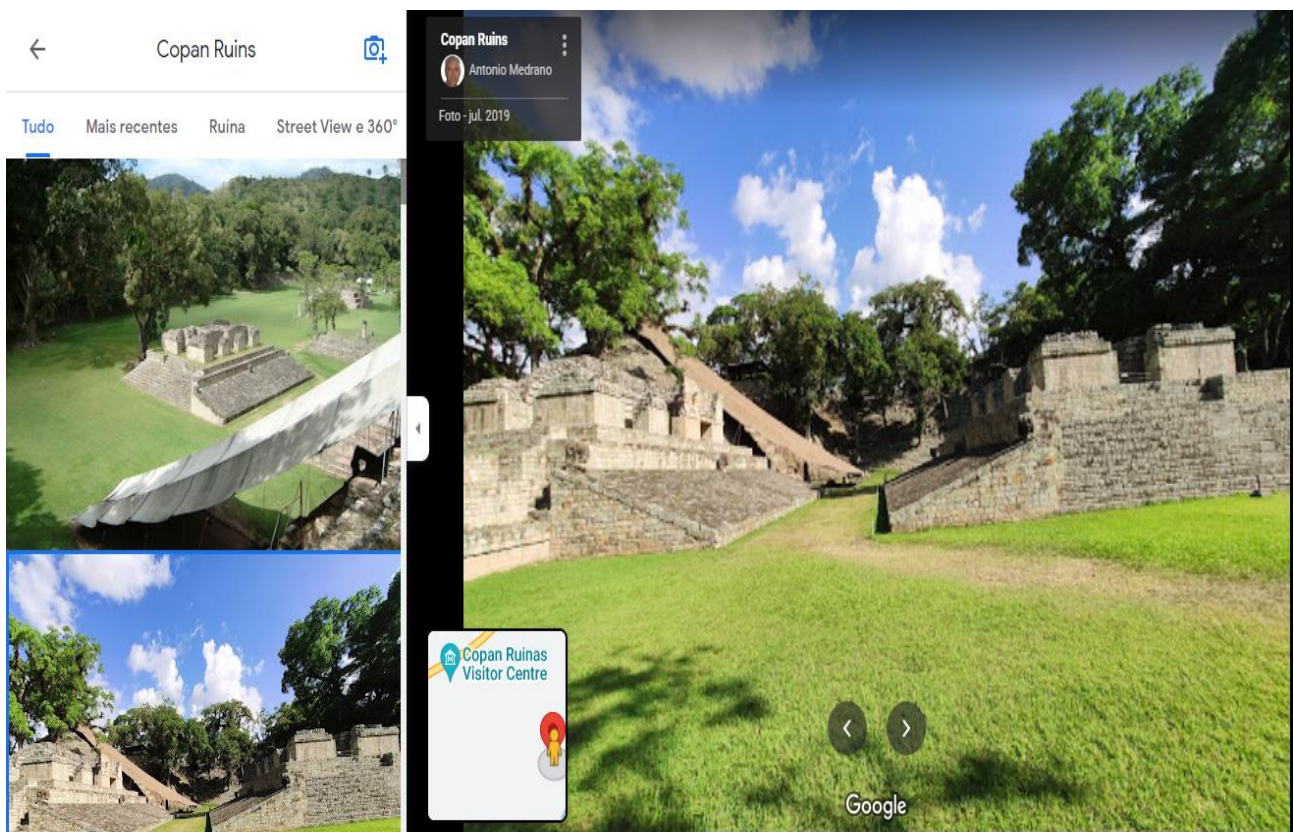 Copan Ruins
Tudo Mais recentes Ruína Street View e 360°
Copan Ruins
Antonio Medrano
Foto - jul. 2019
Copan Ruinas
Visitor Centre
Google